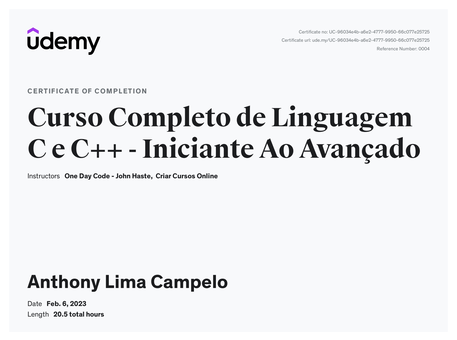 udemy
Certificate no: UC-96034e4b-a6e2-4777-9950-66c077e25725
Certificate url: ude.my/UC-96034e4b-a6e2-4777-9950-66c077e25725
Reference Number: 0004
CERTIFICATE OF COMPLETION
Curso Completo de Linguagem
C e C++ - Iniciante Ao Avançado
Instructors One Day Code - John Haste, Criar Cursos Online
Anthony Lima Campelo
Date Feb. 6, 2023
Length 20.5 total hours